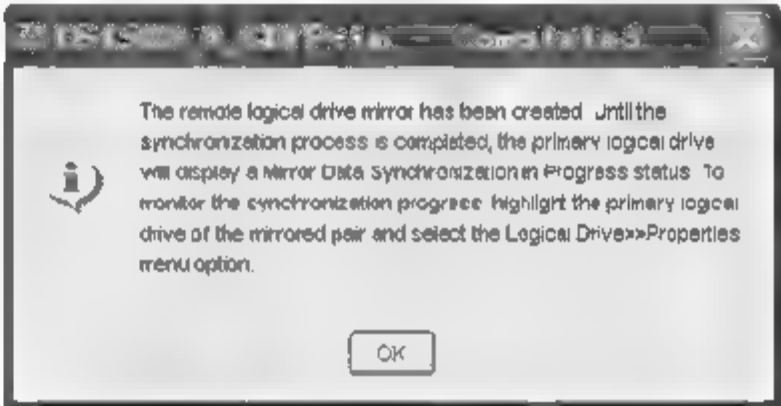 Completed
The remote logical drive mirror has been created. Until the
synchronization process is completed, the primary logical drive
will display a Mirror Data Synchronization in Progress status. To
monitor the synchronization progress, highlight the primary logical
drive of the mirrored pair and select the Logical Drive>>Properties
menu option.
OK